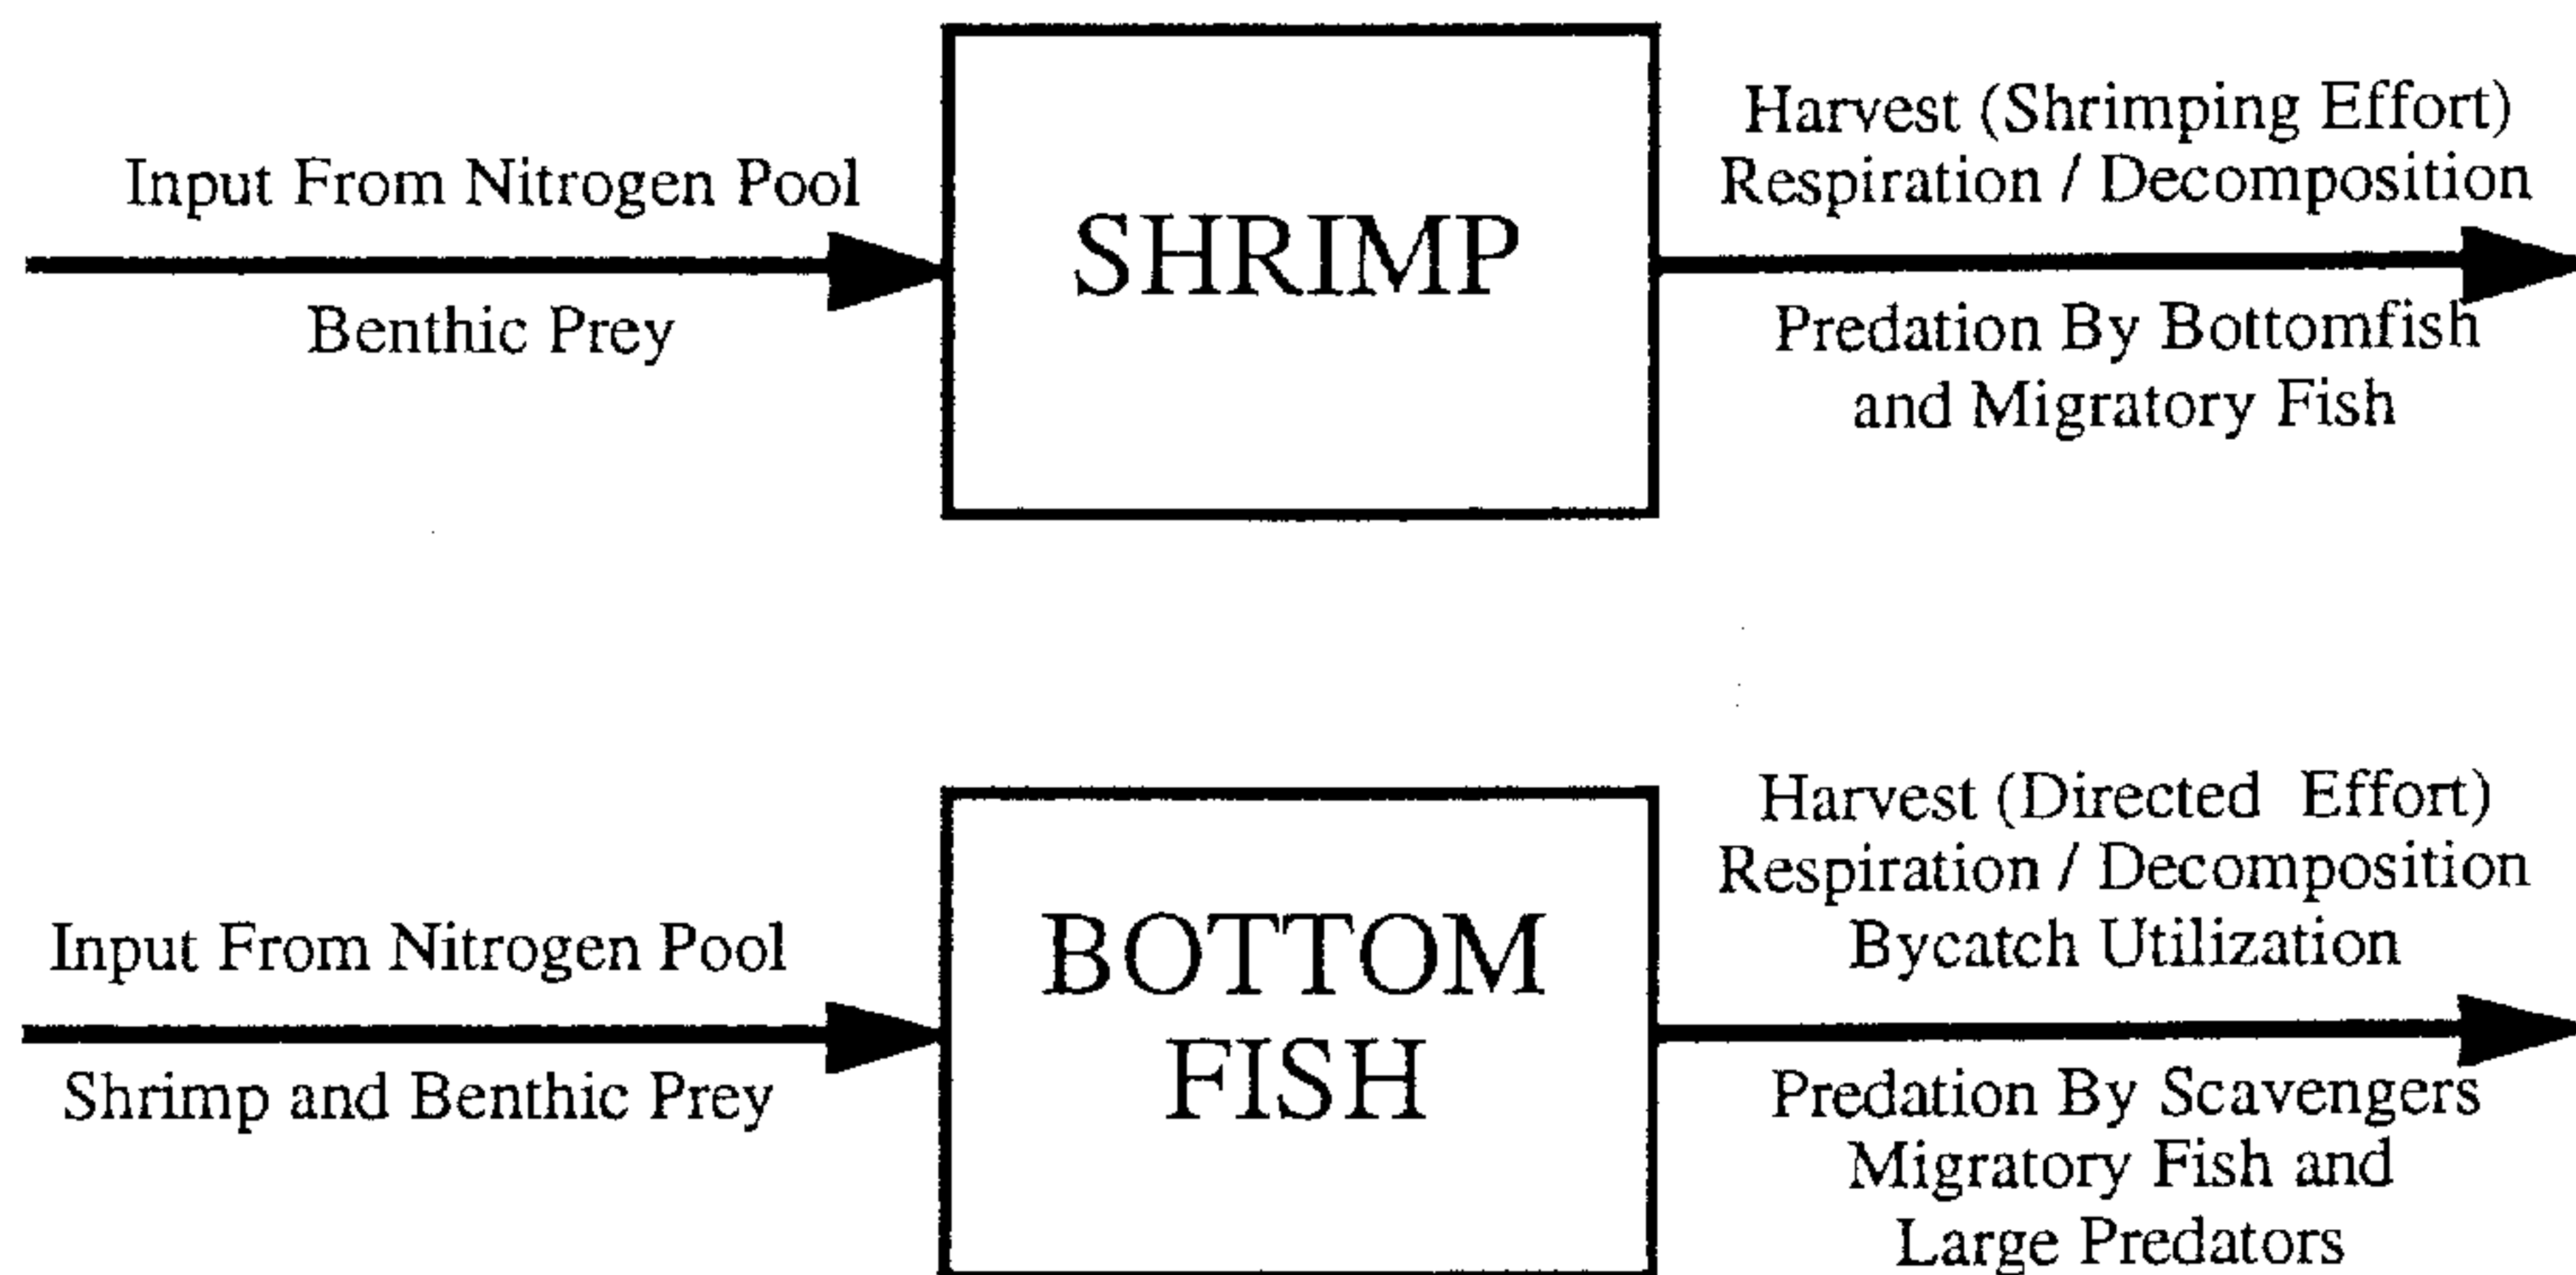 Input From Nitrogen Pool
Benthic Prey
SHRIMP
Harvest (Shrimping Effort)
Respiration / Decomposition
Predation By Bottomfish
and Migratory Fish
Input From Nitrogen Pool
Shrimp and Benthic Prey
BOTTOM
FISH
Harvest (Directed Effort)
Respiration / Decomposition
Bycatch Utilization
Predation By Scavengers
Migratory Fish and
Large Predators